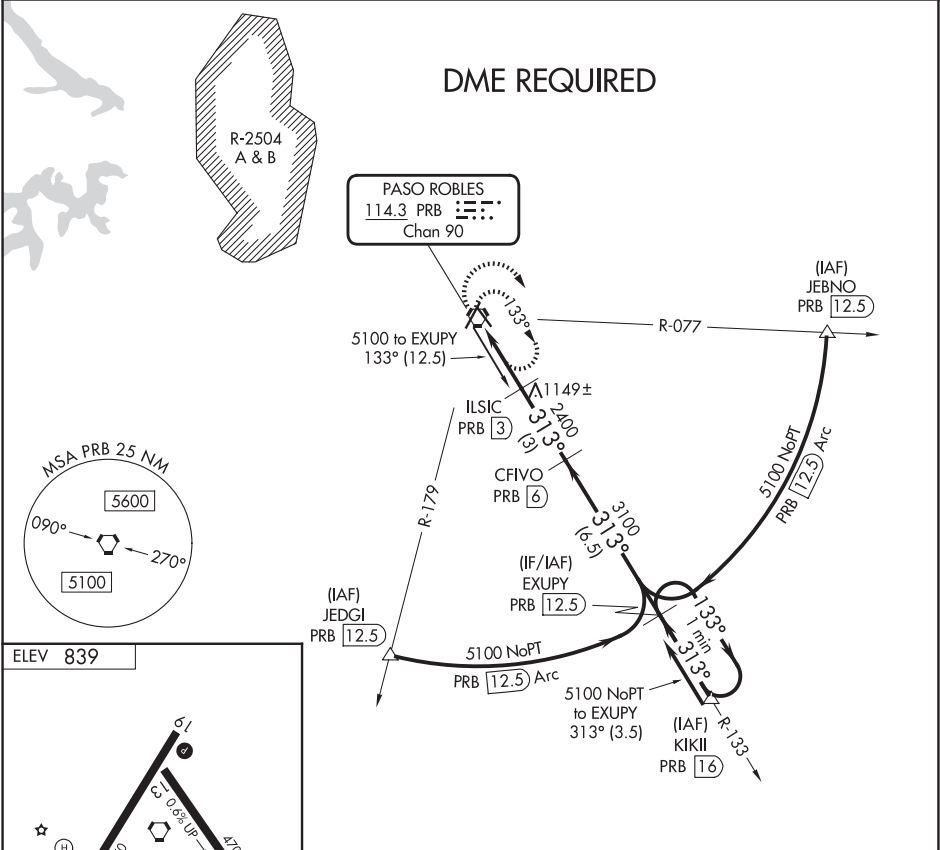 DME REQUIRED
R-2504
A & B
PASO ROBLES
114.3 PRB
Chan 90
(IAF)
JEBNO
PRB 12.5
R-077
133°
5100 to EXUPY
133° (12.5)
1149±
ILSIC
PRB 3
2400
313°
(3)
CFIVO
PRB 6
R-179
5100 NoPT
PRB 12.5 Arc
3100
313°
(6.5)
MSA PRB 25 NM
5600
090°
270°
5100
(IF/IAF)
EXUPY
PRB 12.5
(IAF)
JEDGI
PRB 12.5
5100 NoPT
PRB 12.5 Arc
133°
1 min
313°
5100 NoPT
to EXUPY
313° (3.5)
(IAF)
KIKII
PRB 16
R-133
ELEV 839
19
P
13
0.6% UP
H